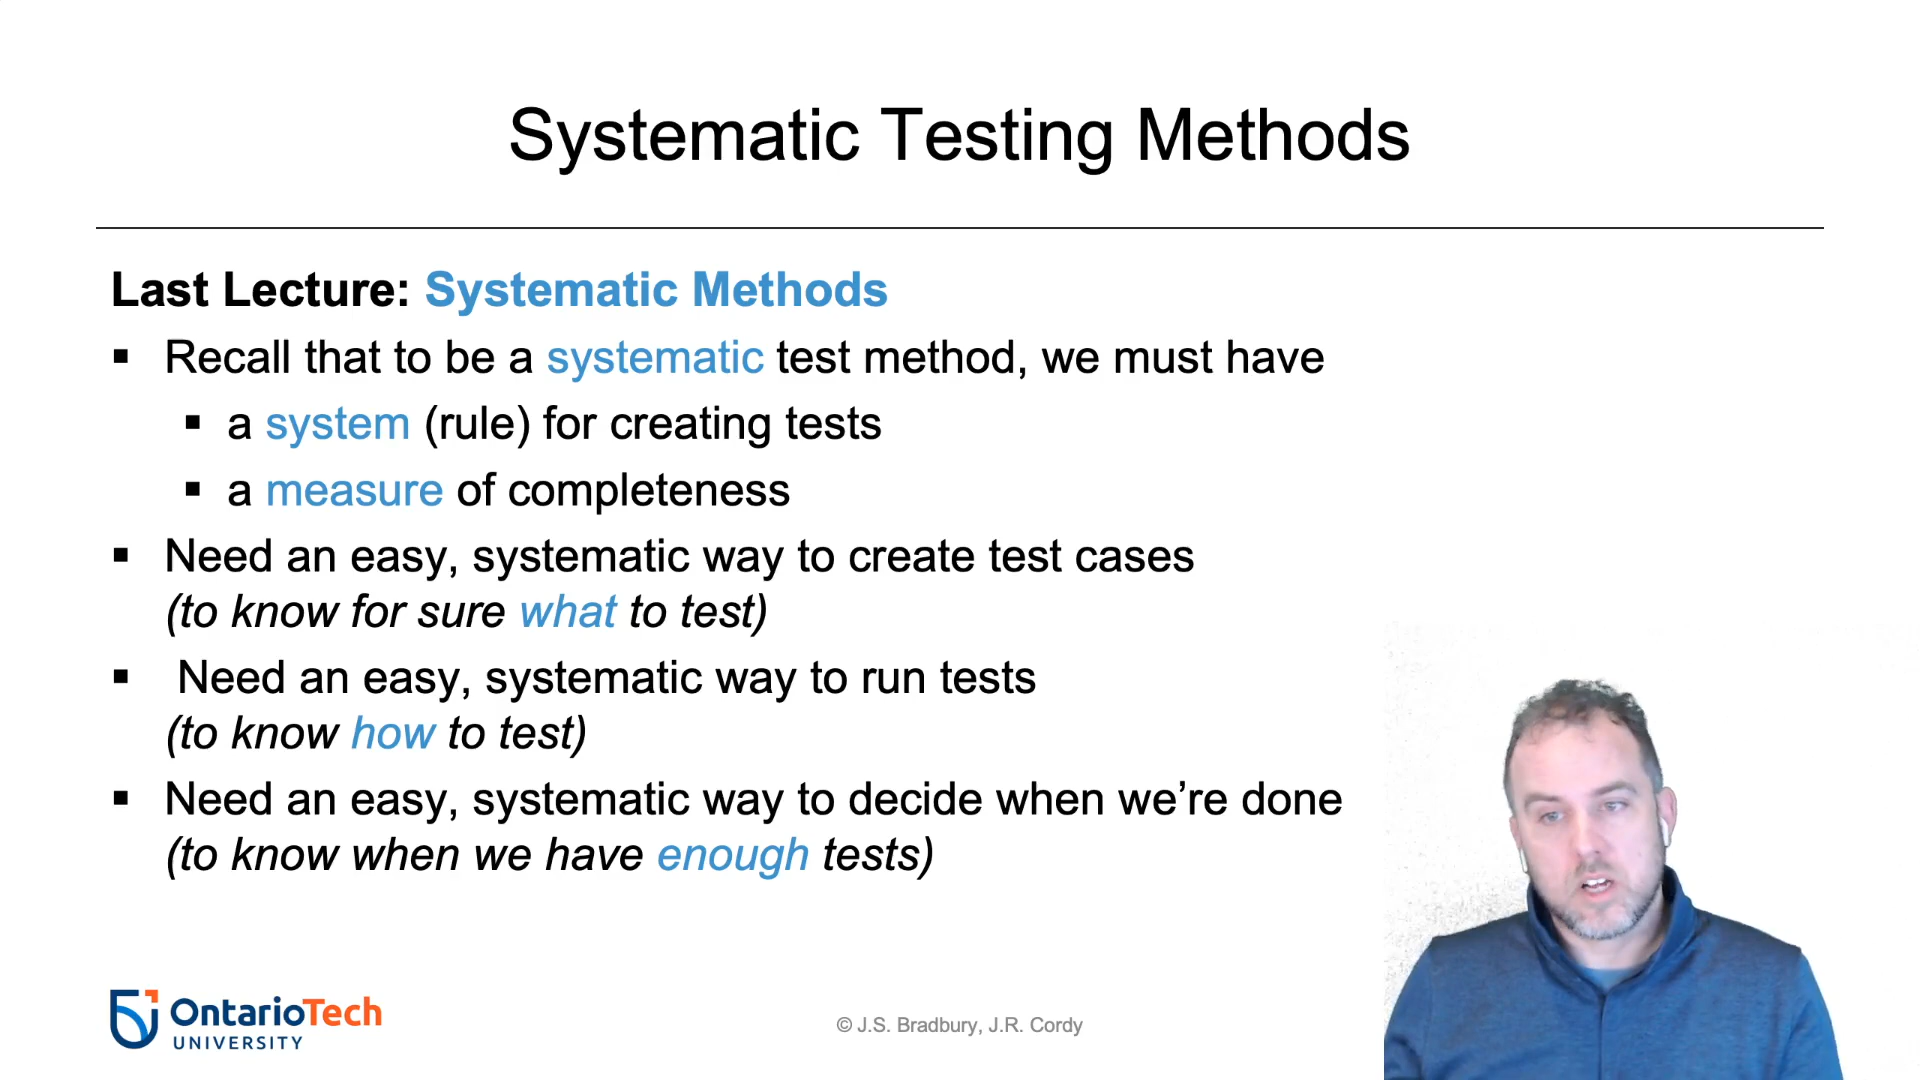 Systematic Testing Methods
Last Lecture: Systematic Methods
▪ Recall that to be a systematic test method, we must have
▪ a system (rule) for creating tests
▪ a measure of completeness
▪ Need an easy, systematic way to create test cases
(to know for sure what to test)
▪ Need an easy, systematic way to run tests
(to know how to test)
▪ Need an easy, systematic way to decide when we’re done
(to know when we have enough tests)
OntarioTech
UNIVERSITY
© J.S. Bradbury, J.R. Cordy